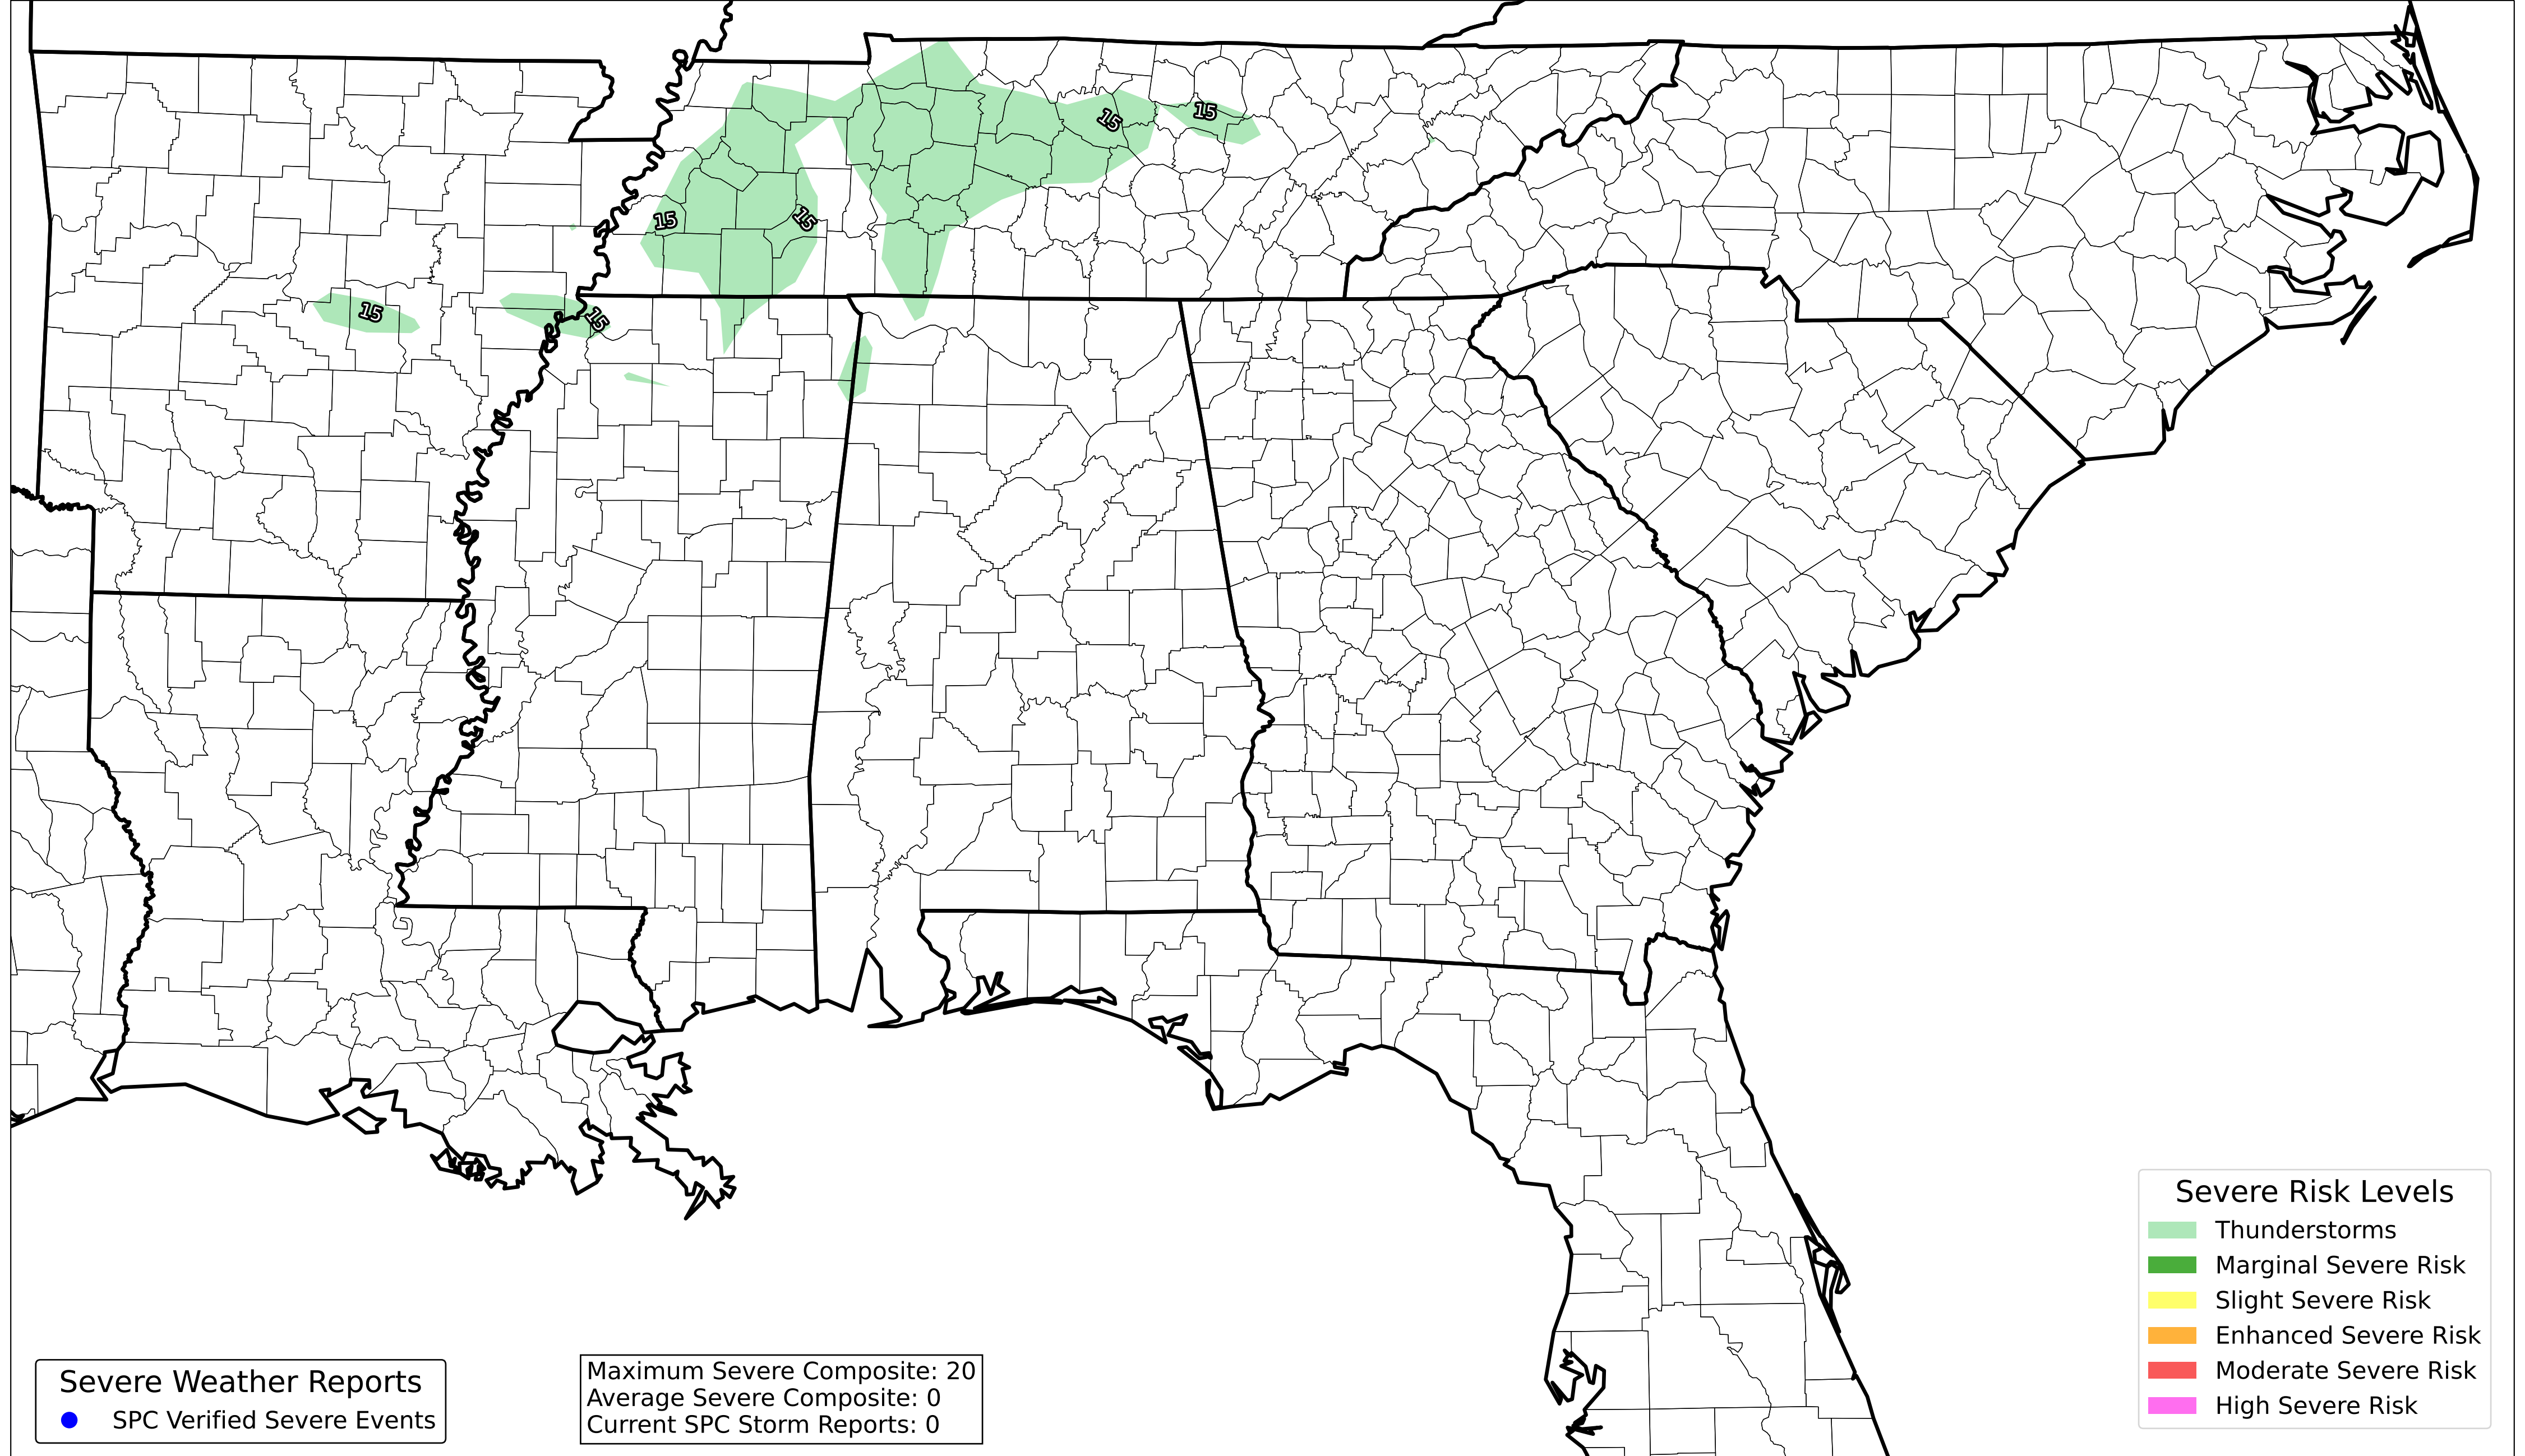 15
15
15
15
15
15
Severe Risk Levels
Thunderstorms
Marginal Severe Risk
Slight Severe Risk
Enhanced Severe Risk
Moderate Severe Risk
High Severe Risk
Severe Weather Reports
SPC Verified Severe Events
Maximum Severe Composite: 20
Average Severe Composite: 0
Current SPC Storm Reports: 0